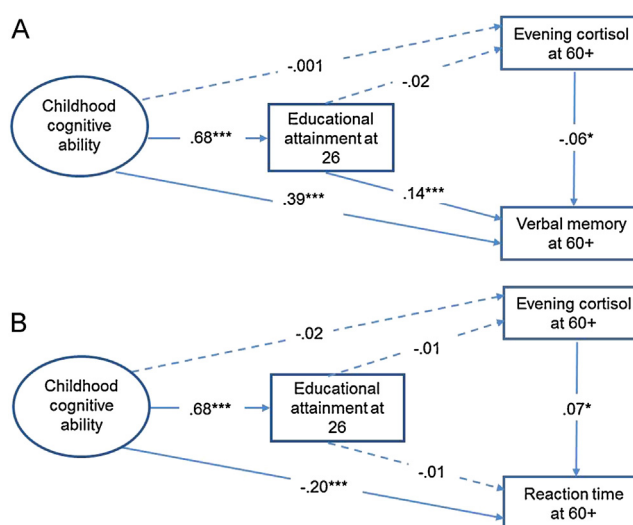 A
Evening cortisol
at 60+
-.001
-.02
Childhood
cognitive
ability
.68***
Educational
attainment at
26
-.06*
.39***
.14***
Verbal memory
at 60+
B
Evening cortisol
at 60+
-.02
-.01
Childhood
cognitive
ability
.68***
Educational
attainment at
26
.07*
-.01
-.20***
Reaction time
at 60+